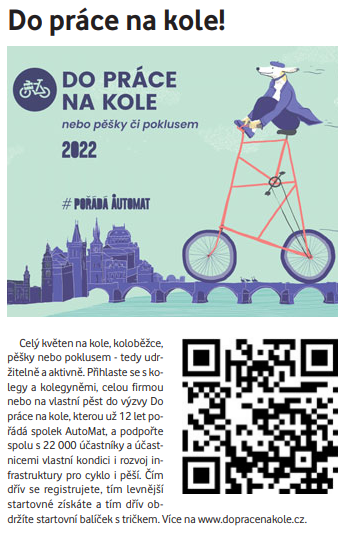 Do práce na kole!
DO PRÁCE
NA KOLE
nebo pěšky či poklusem
2022
# POŘÁDÁ AUTOMAT
Celý květen na kole, koloběžce,
pěšky nebo poklusem - tedy udr-
žitelně a aktivně. Přihlaste se s ko-
legy a kolegyněmi, celou firmou
nebo na vlastní pěst do výzvy Do
práce na kole, kterou už 12 let po-
řádá spolek AutoMat, a podpořte
spolu s 22 000 účastníky a účast-
nicemi vlastní kondici i rozvoj in-
frastruktury pro cyklo i pěší. Čím
dřív se registrujete, tím levnější
startovné získáte a tím dřív ob-
držíte startovní balíček s tričkem. Více na www.dopracenakole.cz.